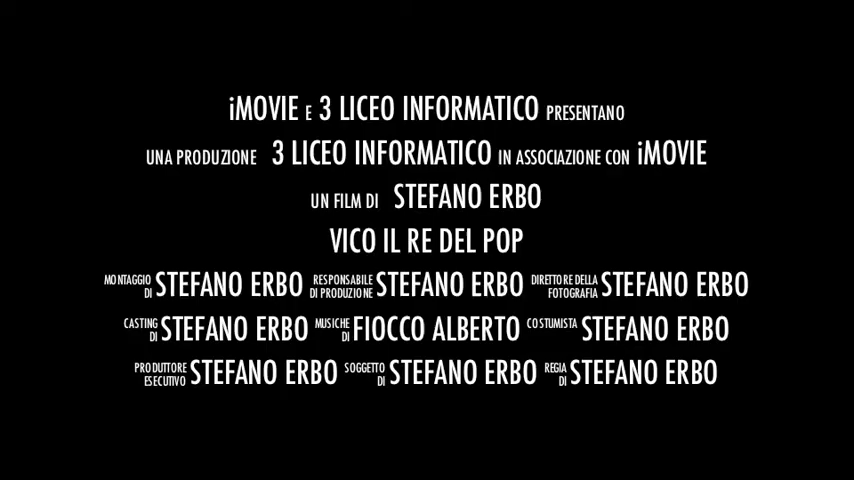 iMOVIE E 3 LICEO INFORMATICO PRESENTANO
UNA PRODUZIONE 3 LICEO INFORMATICO IN ASSOCIAZIONE CON iMOVIE
UN FILM DI STEFANO ERBO
VICO IL RE DEL POP
MONTAGGIO DI STEFANO ERBO RESPONSABILE DI PRODUZIONE STEFANO ERBO DIRETTORE DELLA FOTOGRAFIA STEFANO ERBO
CASTING DI STEFANO ERBO MUSICHE DI FIOCCO ALBERTO COSTUMISTA STEFANO ERBO
PRODUTTORE ESECUTIVO STEFANO ERBO SOGGETTO DI STEFANO ERBO REGIA DI STEFANO ERBO